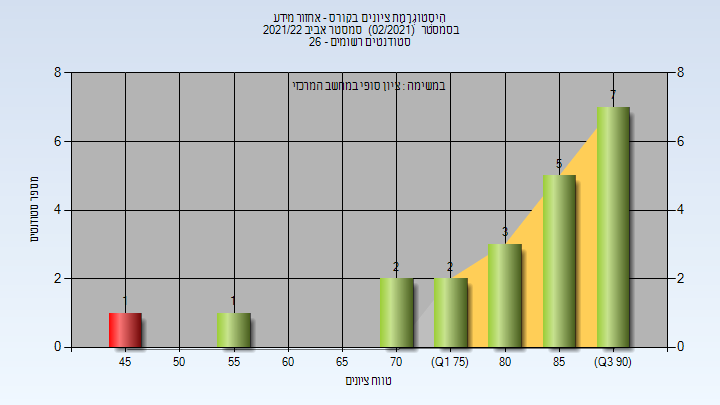 היסטוגרמת ציונים בקורס - אחזור מידע
בסמסטר (02/2021) סמסטר אביב 2021/22
סטודנטים רשומים - 26
במשימה : ציון סופי במחשב המרכזי
8 8
7
6 6
5
4 4
3
2 2 2 2
1 1
0 0
מספר סטודנטים
45 50 55 60 65 70 (Q1 75) 80 85 (Q3 90)
טווח ציונים